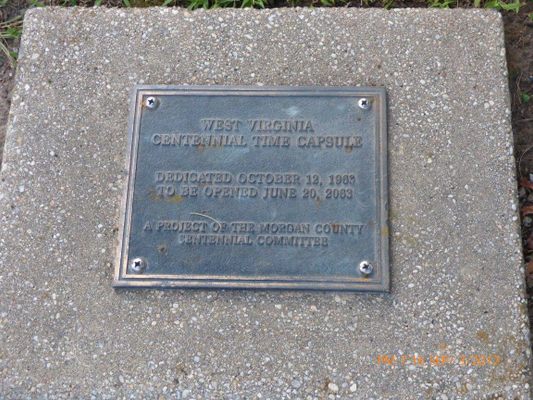 WEST VIRGINIA
CENTENNIAL TIME CAPSULE
DEDICATED OCTOBER 12, 1963
TO BE OPENED JUNE 20, 2063
A PROJECT OF THE MORGAN COUNTY
CENTENNIAL COMMITTEE